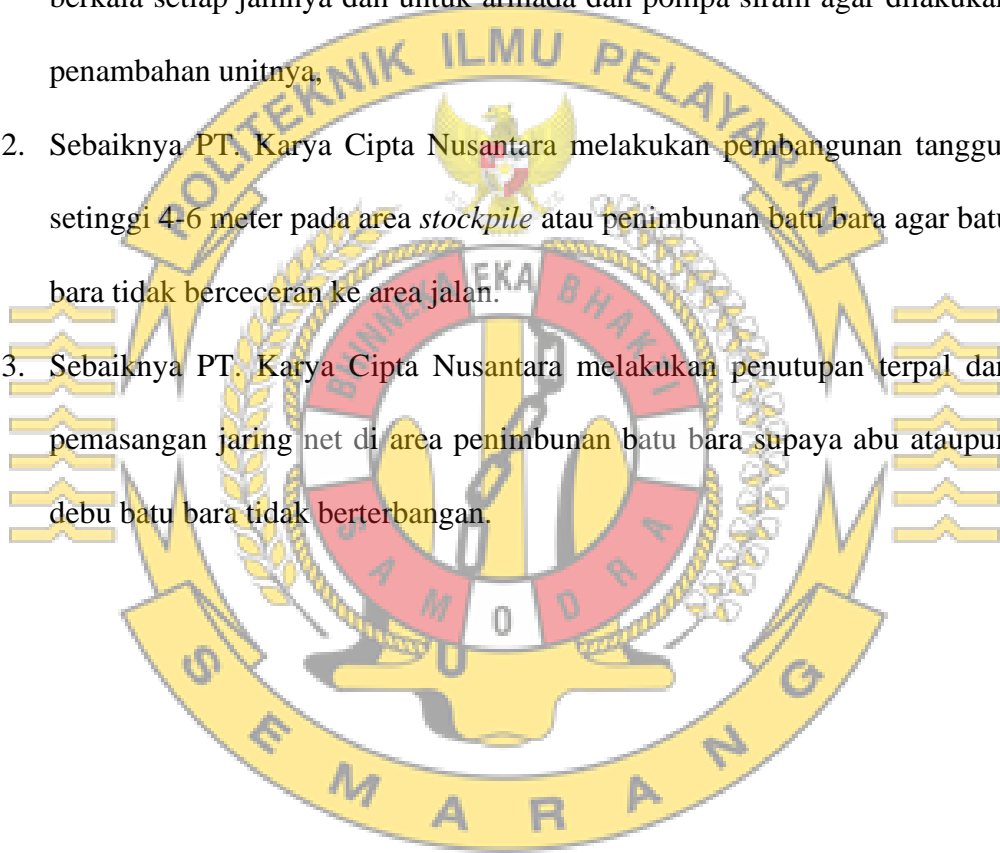 berkala setiap jamnya dan untuk armada dan pompa siram agar dilakukan
penambahan unitnya,
2. Sebaiknya PT. Karya Cipta Nusantara melakukan pembangunan tanggul
setinggi 4-6 meter pada area stockpile atau penimbunan batu bara agar batu
bara tidak berceceran ke area jalan.
3. Sebaiknya PT. Karya Cipta Nusantara melakukan penutupan terpal dan
pemasangan jaring net di area penimbunan batu bara supaya abu ataupun
debu batu bara tidak berterbangan.
POLITEKNIK ILMU PELAYARAN
BHINNEKA EKA BHAKTI
SAMODRA
SEMARANG